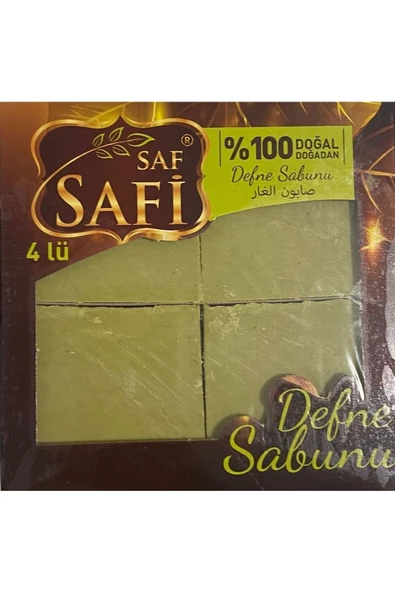 SAF
SAFİ
®
4 lü
%100 DOĞAL
DOĞADAN
Defne Sabunu
صابون الغار
Defne
Sabunu